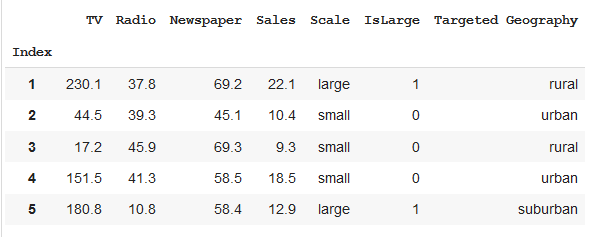 TV Radio Newspaper Sales Scale IsLarge Targeted Geography
Index
1 230.1 37.8 69.2 22.1 large 1 rural
2 44.5 39.3 45.1 10.4 small 0 urban
3 17.2 45.9 69.3 9.3 small 0 rural
4 151.5 41.3 58.5 18.5 small 0 urban
5 180.8 10.8 58.4 12.9 large 1 suburban